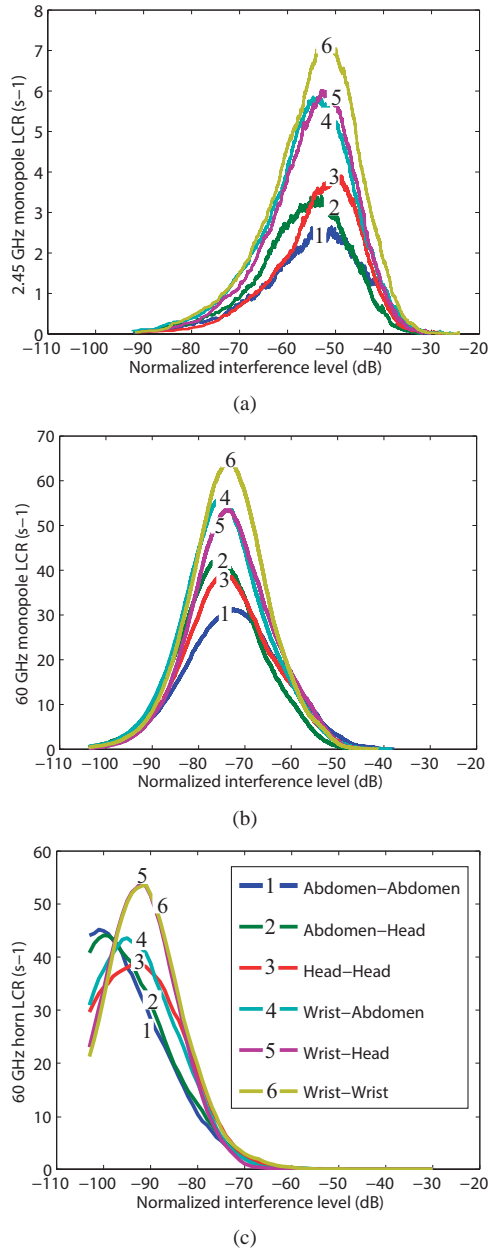 8
7
6
5
4
3
2
1
0
2.45 GHz monopole LCR (s−1)
6
5
4
3
2
1
−110 −100 −90 −80 −70 −60 −50 −40 −30 −20
Normalized interference level (dB)
(a)
70
60
50
40
30
20
10
0
60 GHz monopole LCR (s−1)
6
4
5
2
3
1
−110 −100 −90 −80 −70 −60 −50 −40 −30 −20
Normalized interference level (dB)
(b)
60
50
40
30
20
10
0
60 GHz horn LCR (s−1)
5
6
4
3
2
1
1 Abdomen−Abdomen
2 Abdomen−Head
3 Head−Head
4 Wrist−Abdomen
5 Wrist−Head
6 Wrist−Wrist
−110 −100 −90 −80 −70 −60 −50 −40 −30 −20
Normalized interference level (dB)
(c)